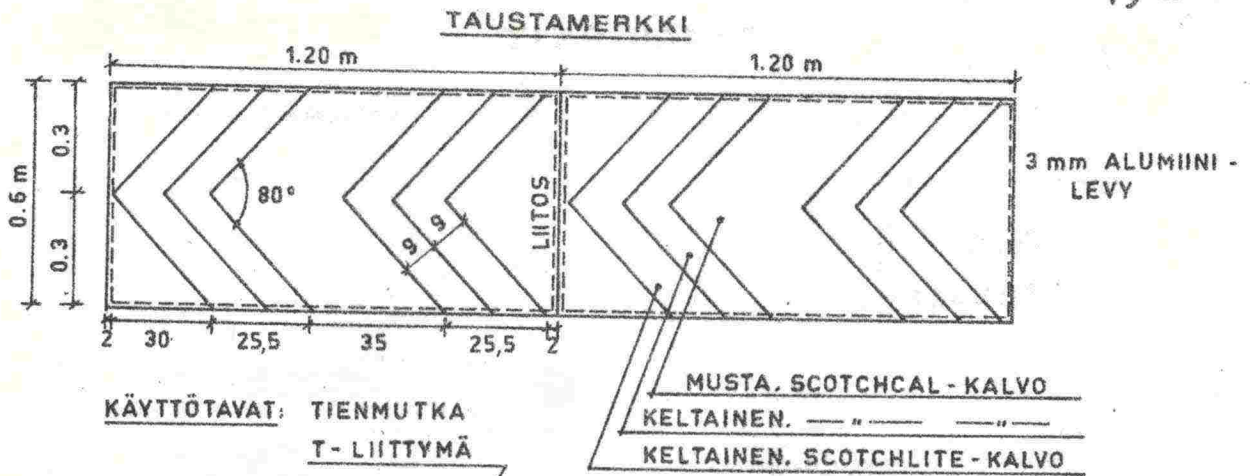 TAUSTAMERKKI
1.20 m 1.20 m
0.6 m
0.3
0.3
80°
9 9
LIITOS
3 mm ALUMIINI-
LEVY
2 30 25,5 35 25,5 2
MUSTA. SCOTCHCAL-KALVO
KELTAINEN. — " — — " —
KELTAINEN. SCOTCHLITE-KALVO
KÄYTTÖTAVAT: TIENMUTKA
T-LIITTYMÄ